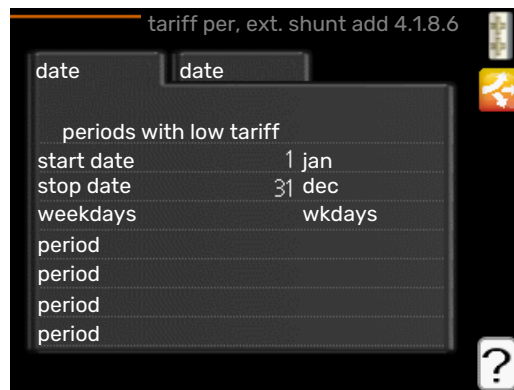 tariff per, ext. shunt add 4.1.8.6
date date
periods with low tariff
start date 1 jan
stop date 31 dec
weekdays wkdays
period
period
period
period
?